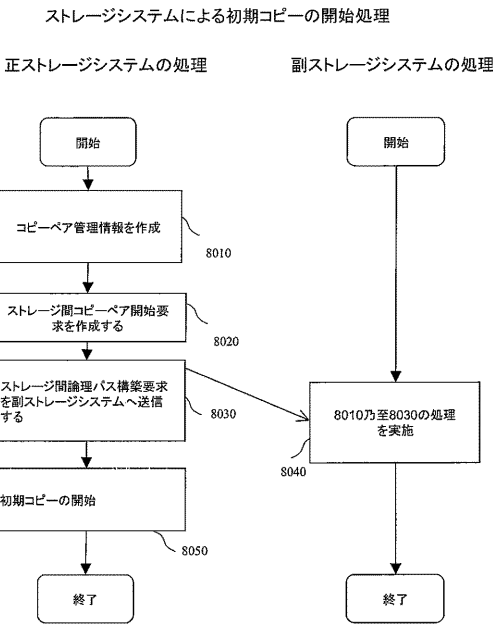 ストレージシステムによる初期コピーの開始処理
正ストレージシステムの処理
副ストレージシステムの処理
開始
開始
コピーペア管理情報を作成
8010
ストレージ間コピーペア開始要
求を作成する
8020
ストレージ間論理パス構築要求
を副ストレージシステムへ送信
する
8030
8010乃至8030の処理
を実施
8040
初期コピーの開始
8050
終了
終了